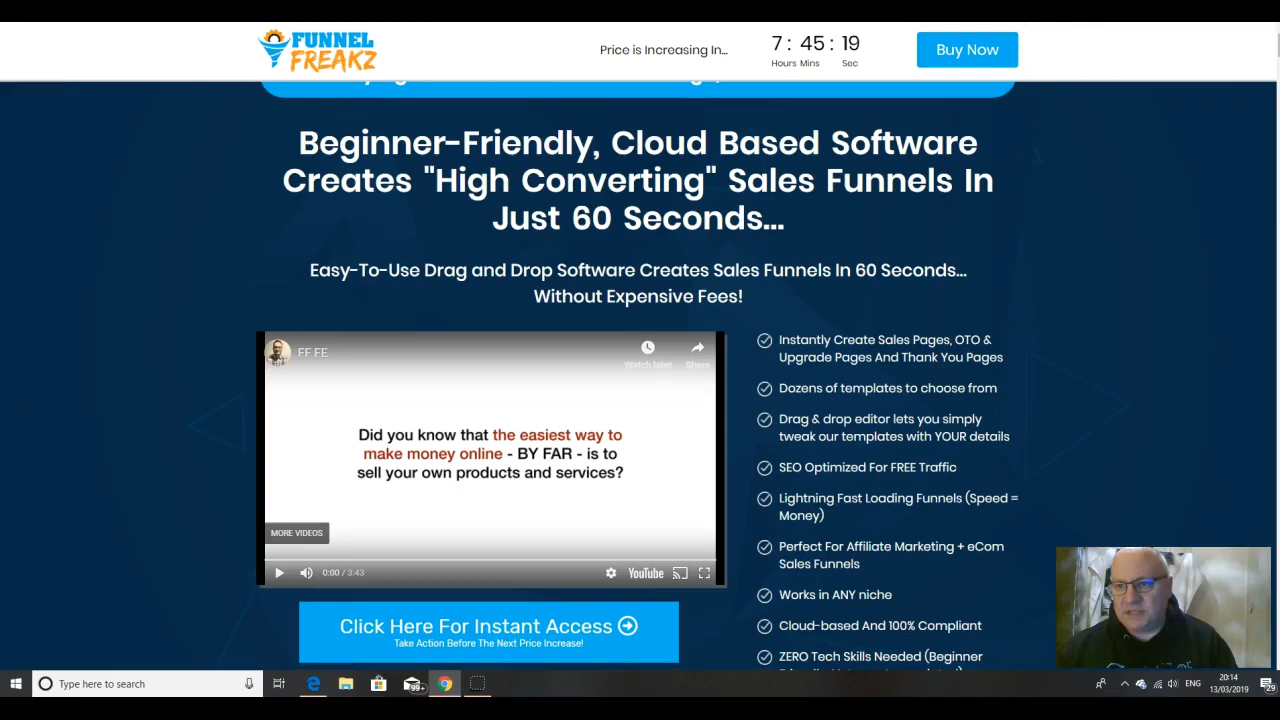 FUNNEL
FREAKZ
Price is Increasing In...
7 : 45 : 19
Hours Mins Sec
Buy Now
Beginner-Friendly, Cloud Based Software
Creates "High Converting" Sales Funnels In
Just 60 Seconds...
Easy-To-Use Drag and Drop Software Creates Sales Funnels In 60 Seconds...
Without Expensive Fees!
FF FE
Watch later
Share
Did you know that the easiest way to
make money online - BY FAR - is to
sell your own products and services?
MORE VIDEOS
0:00 / 3:43
YouTube
Click Here For Instant Access
Take Action Before The Next Price Increase!
Instantly Create Sales Pages, OTO &
Upgrade Pages And Thank You Pages
Dozens of templates to choose from
Drag & drop editor lets you simply
tweak our templates with YOUR details
SEO Optimized For FREE Traffic
Lightning Fast Loading Funnels (Speed =
Money)
Perfect For Affiliate Marketing + eCom
Sales Funnels
Works in ANY niche
Cloud-based And 100% Compliant
ZERO Tech Skills Needed (Beginner
Type here to search
99+
ENG
20:14
13/03/2019
29